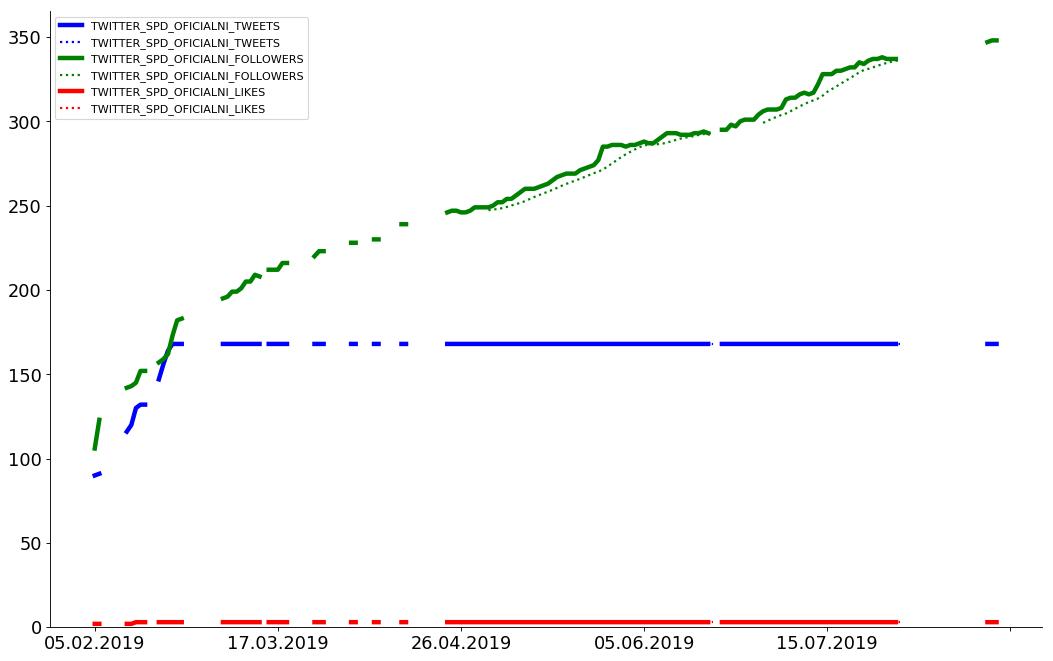 TWITTER_SPD_OFICIALNI_TWEETS
TWITTER_SPD_OFICIALNI_TWEETS
TWITTER_SPD_OFICIALNI_FOLLOWERS
TWITTER_SPD_OFICIALNI_FOLLOWERS
TWITTER_SPD_OFICIALNI_LIKES
TWITTER_SPD_OFICIALNI_LIKES
350
300
250
200
150
100
50
0
05.02.2019 17.03.2019 26.04.2019 05.06.2019 15.07.2019